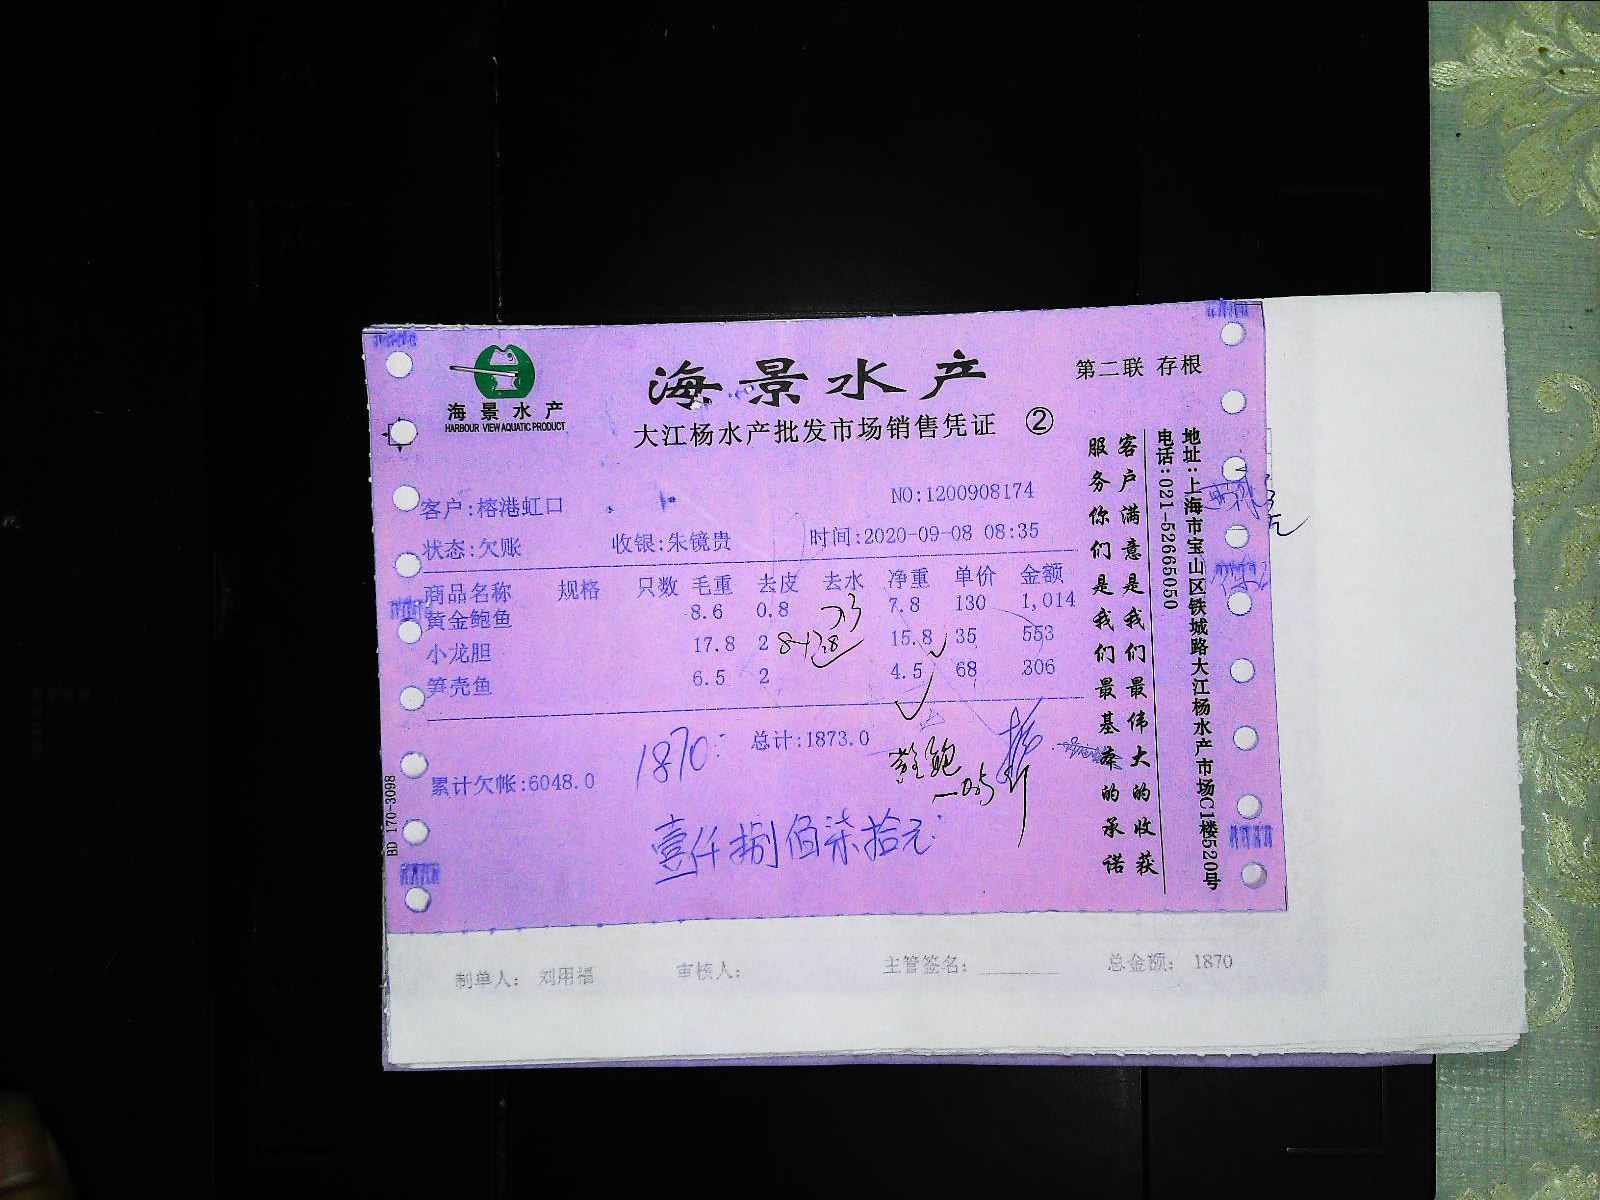 海景水产
HARBOUR VIEW AQUATIC PRODUCT
海景水产
第二联 存根
大江杨水产批发市场销售凭证 ②
客户:榕港虹口
NO:1200908174
状态:欠账 收银:朱镜贵 时间:2020-09-08 08:35
商品名称 规格 只数 毛重 去皮 去水 净重 单价 金额
黄金鲍鱼 8.6 0.8 7.8 130 1,014
小龙胆 17.8 2 15.8 35 553
笋壳鱼 6.5 2 4.5 68 306
1870
总计:1873.0
累计欠帐:6048.0
壹仟捌佰柒拾元
客户满意是我们最伟大的收获
服务你们是我们最基本的承诺
地址:上海市宝山区铁城路大江杨水产市场C1楼520号
电话:021-52665050
BD 170-3098
制单人: 刘用福 审核人: 主管签名: 总金额: 1870